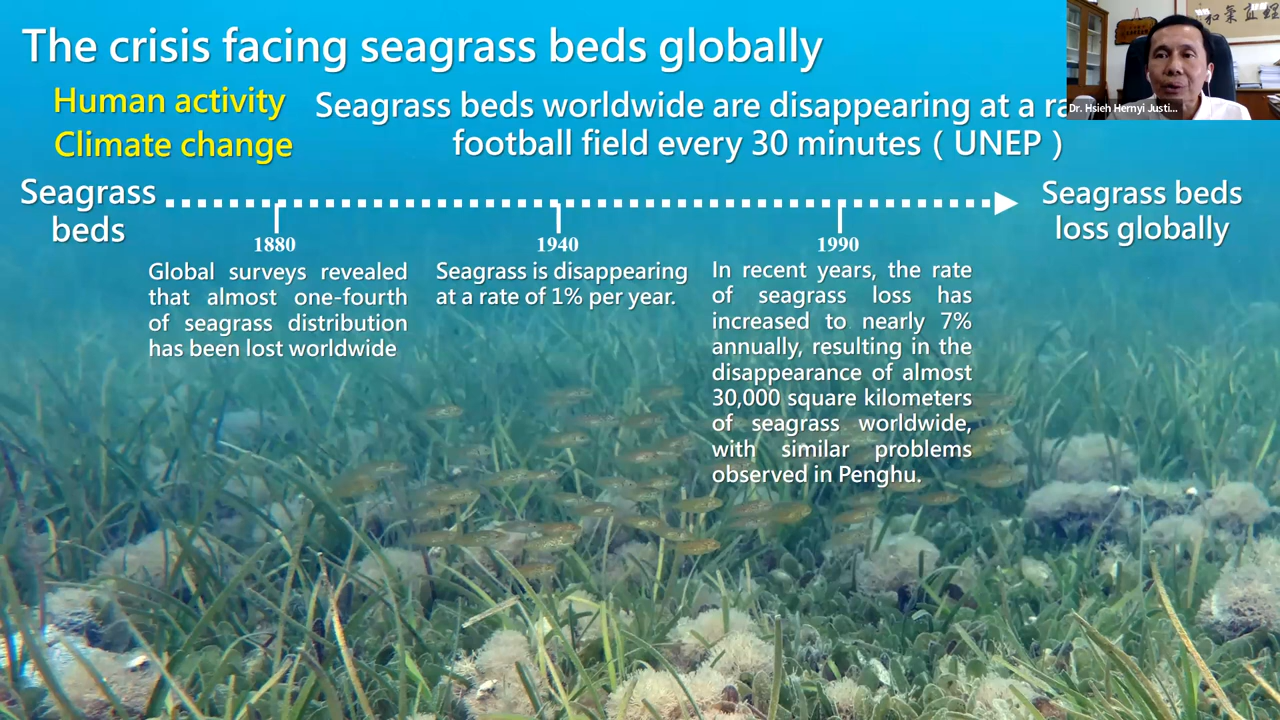 The crisis facing seagrass beds globally
Human activity
Climate change
Seagrass beds worldwide are disappearing at a
football field every 30 minutes ( UNEP )
Dr. Hsieh Hernyi Justi...
Seagrass
beds
Seagrass beds
loss globally
1880
Global surveys revealed
that almost one-fourth
of seagrass distribution
has been lost worldwide
1940
Seagrass is disappearing
at a rate of 1% per year.
1990
In recent years, the rate
of seagrass loss has
increased to nearly 7%
annually, resulting in the
disappearance of almost
30,000 square kilometers
of seagrass worldwide,
with similar problems
observed in Penghu.